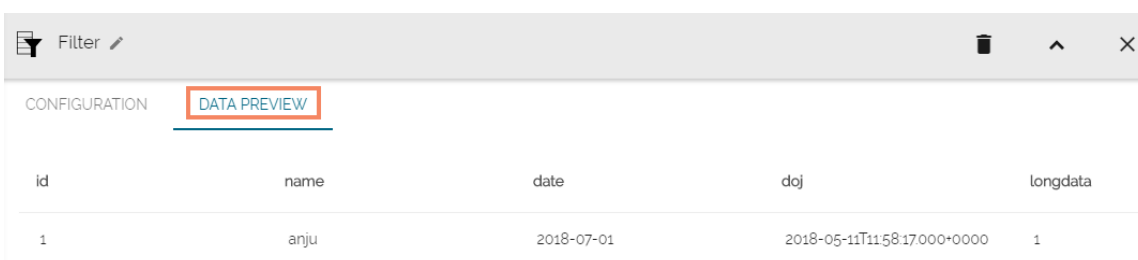 Filter
CONFIGURATION DATA PREVIEW
id name date doj longdata
1 anju 2018-07-01 2018-05-11T11:58:17.000+0000 1